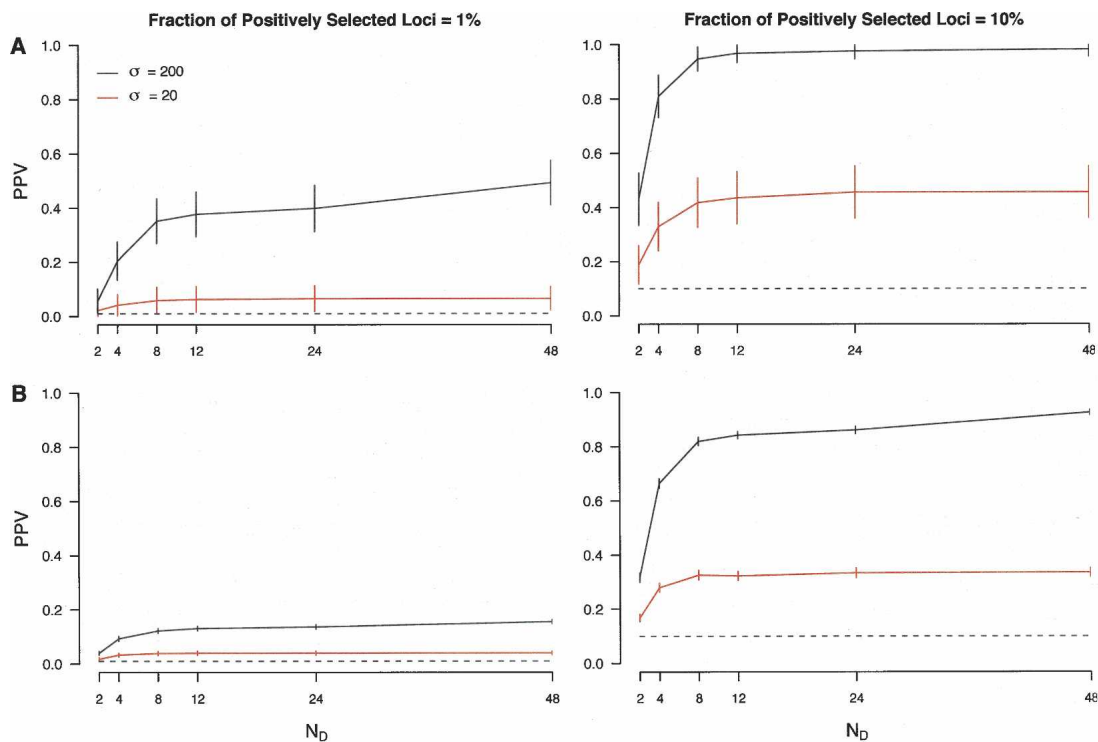 Fraction of Positively Selected Loci = 1%
Fraction of Positively Selected Loci = 10%
A
PPV
1.0
0.8
0.6
0.4
0.2
0.0
σ = 200
σ = 20
2 4 8 12 24 48
1.0
0.8
0.6
0.4
0.2
0.0
2 4 8 12 24 48
B
PPV
1.0
0.8
0.6
0.4
0.2
0.0
2 4 8 12 24 48
N_D
1.0
0.8
0.6
0.4
0.2
0.0
2 4 8 12 24 48
N_D